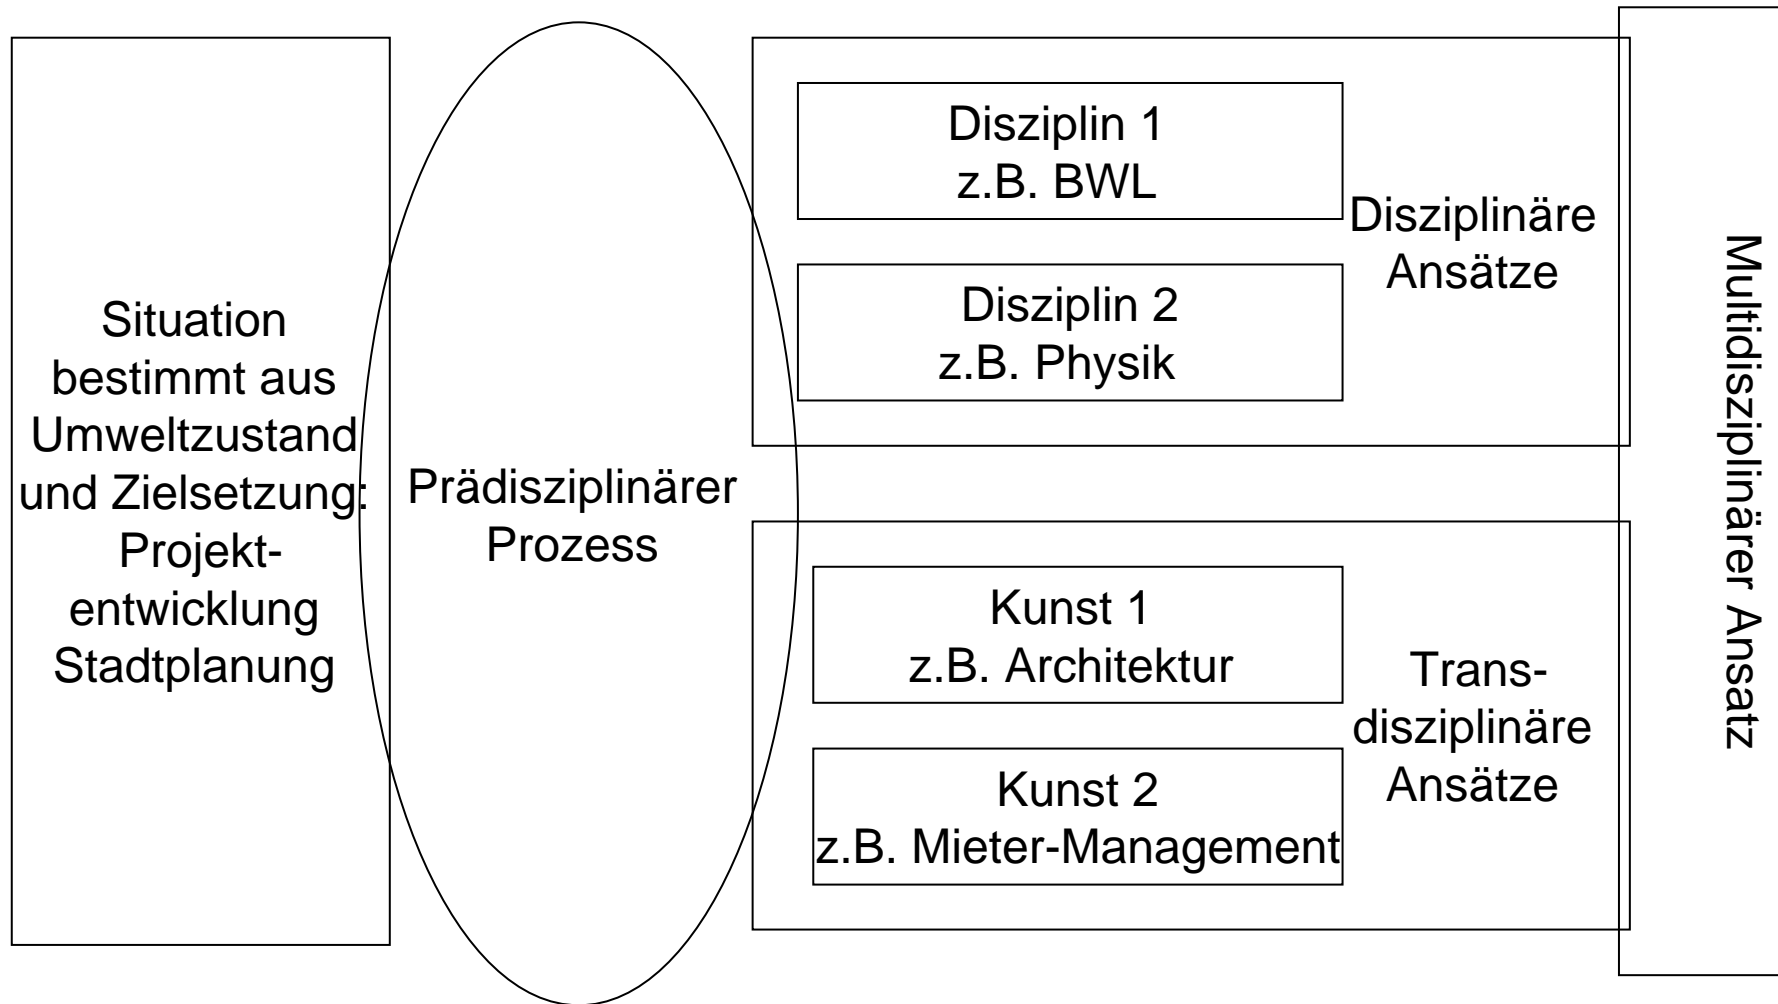 Situation
bestimmt aus
Umweltzustand
und Zielsetzung:
Projekt-
entwicklung
Stadtplanung
Prädisziplinärer
Prozess
Disziplin 1
z.B. BWL
Disziplin 2
z.B. Physik
Disziplinäre
Ansätze
Kunst 1
z.B. Architektur
Kunst 2
z.B. Mieter-Management
Trans-
disziplinäre
Ansätze
Multidisziplinärer Ansatz